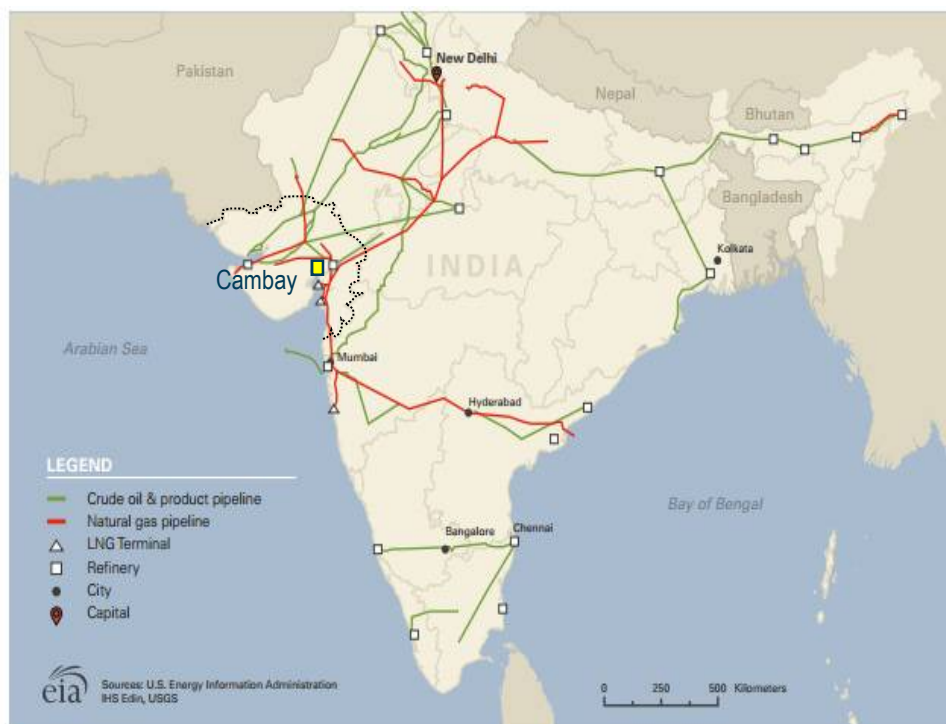 New Delhi
Pakistan
Nepal
Bhutan
Bangladesh
Kolkata
INDIA
Cambay
Arabian Sea
Mumbai
Hyderabad
LEGEND
Crude oil & product pipeline
Natural gas pipeline
LNG Terminal
Refinery
City
Capital
Bay of Bengal
Bangalore
Chennai
eia
Sources: U.S. Energy Information Administration
IHS Edin, USGS
0 250 500 Kilometers